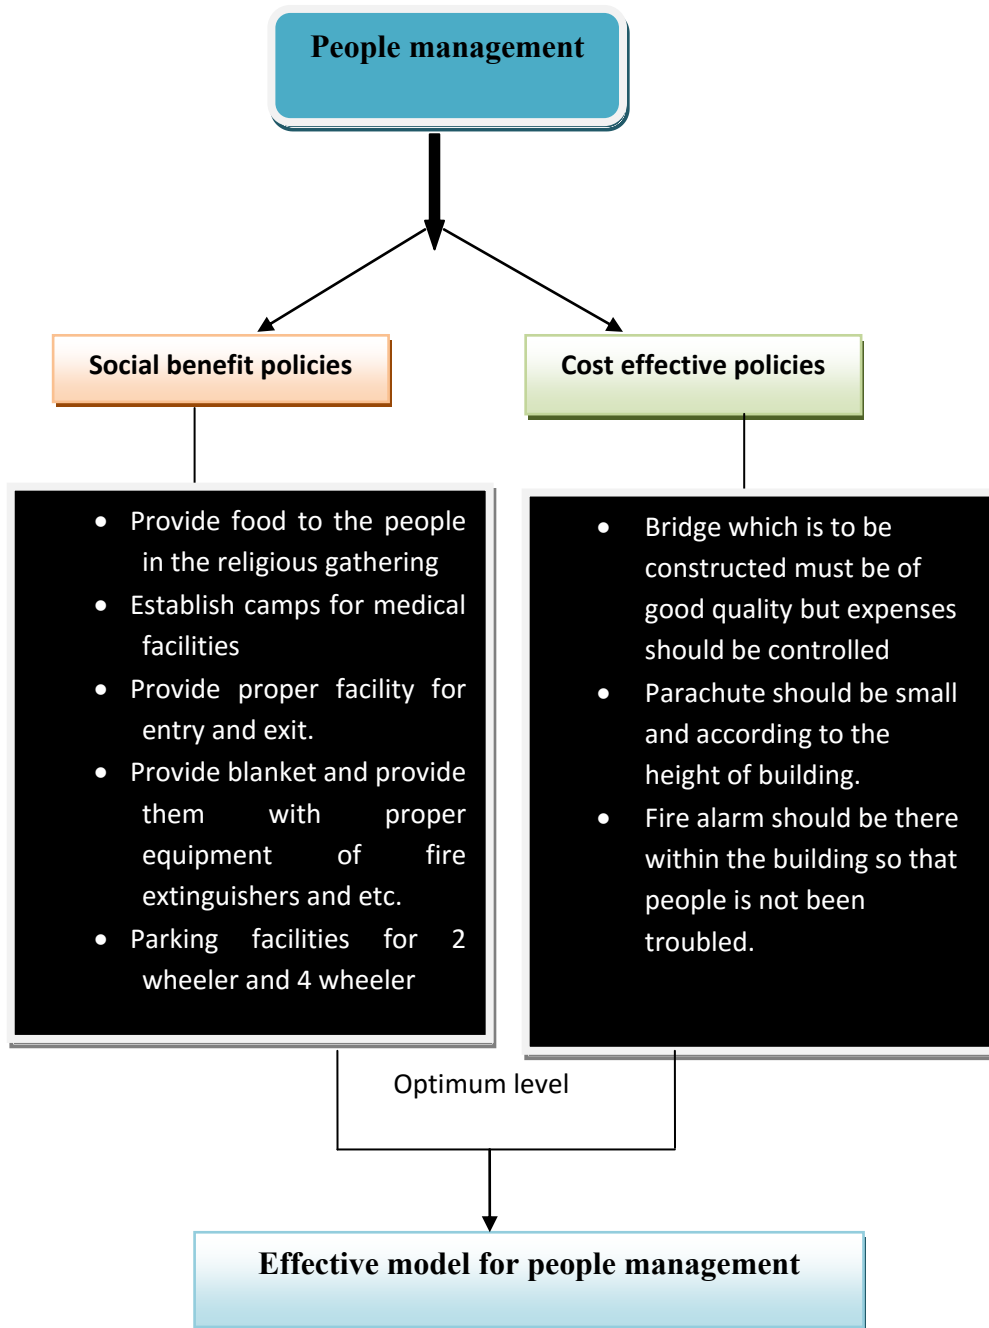 People management
Social benefit policies
Cost effective policies
• Provide food to the people
in the religious gathering
• Establish camps for medical
facilities
• Provide proper facility for
entry and exit.
• Provide blanket and provide
them with proper
equipment of fire
extinguishers and etc.
• Parking facilities for 2
wheeler and 4 wheeler
• Bridge which is to be
constructed must be of
good quality but expenses
should be controlled
• Parachute should be small
and according to the
height of building.
• Fire alarm should be there
within the building so that
people is not been
troubled.
Optimum level
Effective model for people management